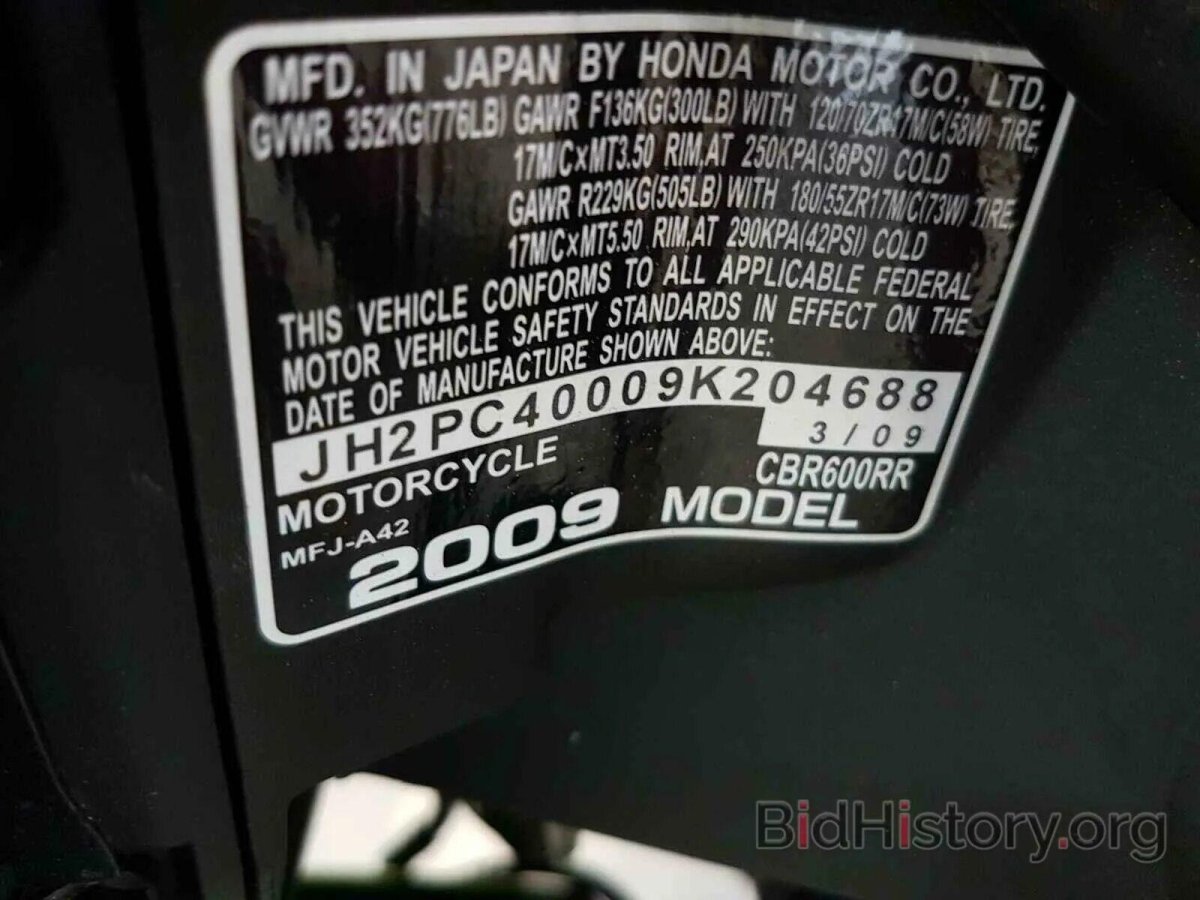 MFD. IN JAPAN BY HONDA MOTOR CO., LTD.
GVWR 352KG(776LB) GAWR F136KG(300LB) WITH 120/70ZR17M/C(58W) TIRE,
17M/C×MT3.50 RIM,AT 250KPA(36PSI) COLD
GAWR R229KG(505LB) WITH 180/55ZR17M/C(73W) TIRE,
17M/C×MT5.50 RIM,AT 290KPA(42PSI) COLD
THIS VEHICLE CONFORMS TO ALL APPLICABLE FEDERAL
MOTOR VEHICLE SAFETY STANDARDS IN EFFECT ON THE
DATE OF MANUFACTURE SHOWN ABOVE:
JH2PC40009K204688
3/09
MOTORCYCLE
CBR600RR
MFJ-A42
2009 MODEL
BidHistory.org